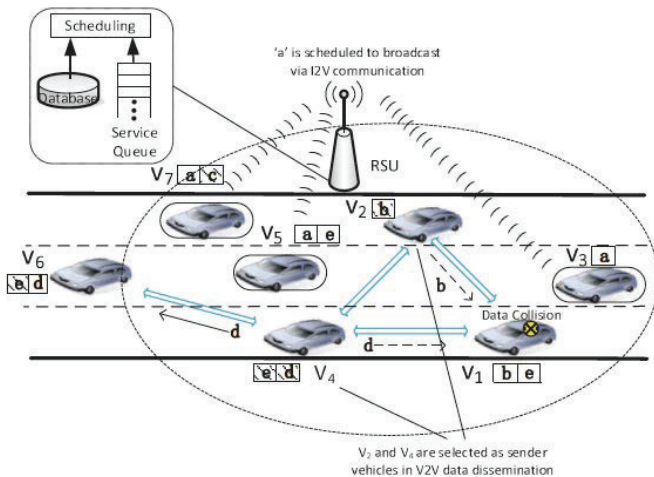 Scheduling
Database
Service
Queue
'a' is scheduled to broadcast
via I2V communication
RSU
V7 a c
V2 b
V5 a e
V3 a
V6
e d
b
Data Collision
d
d
e d V4
V1 b e
V2 and V4 are selected as sender
vehicles in V2V data dissemination